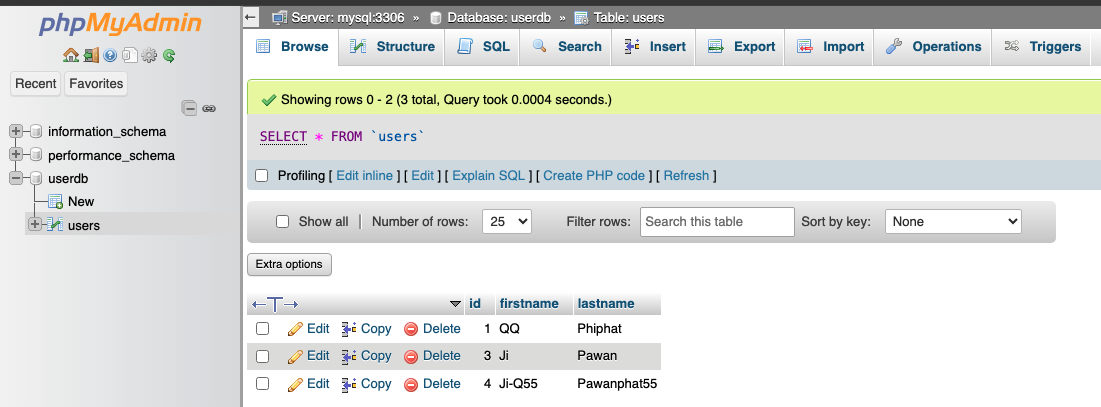 phpMyAdmin
Recent Favorites
information_schema
performance_schema
userdb
New
users
Server: mysql:3306 » Database: userdb » Table: users
Browse Structure SQL Search Insert Export Import Operations Triggers
Showing rows 0 - 2 (3 total, Query took 0.0004 seconds.)
SELECT * FROM `users`
Profiling [ Edit inline ] [ Edit ] [ Explain SQL ] [ Create PHP code ] [ Refresh ]
Show all | Number of rows: 25 Filter rows: Search this table Sort by key: None
Extra options
←T→ id firstname lastname
Edit Copy Delete 1 QQ Phiphat
Edit Copy Delete 3 Ji Pawan
Edit Copy Delete 4 Ji-Q55 Pawanphat55